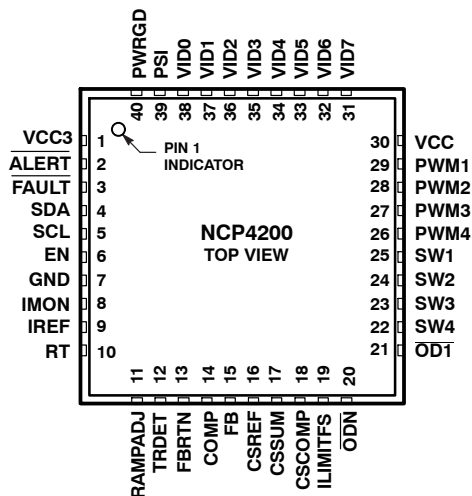 PWRGD
PSI
VID0
VID1
VID2
VID3
VID4
VID5
VID6
VID7
40
39
38
37
36
35
34
33
32
31
VCC3 1
ALERT 2
FAULT 3
SDA 4
SCL 5
EN 6
GND 7
IMON 8
IREF 9
RT 10
PIN 1
INDICATOR
NCP4200
TOP VIEW
30 VCC
29 PWM1
28 PWM2
27 PWM3
26 PWM4
25 SW1
24 SW2
23 SW3
22 SW4
21 OD1
11
12
13
14
15
16
17
18
19
20
RAMPADJ
TRDET
FBRTN
COMP
FB
CSREF
CSSUM
CSCOMP
ILIMITFS
ODN